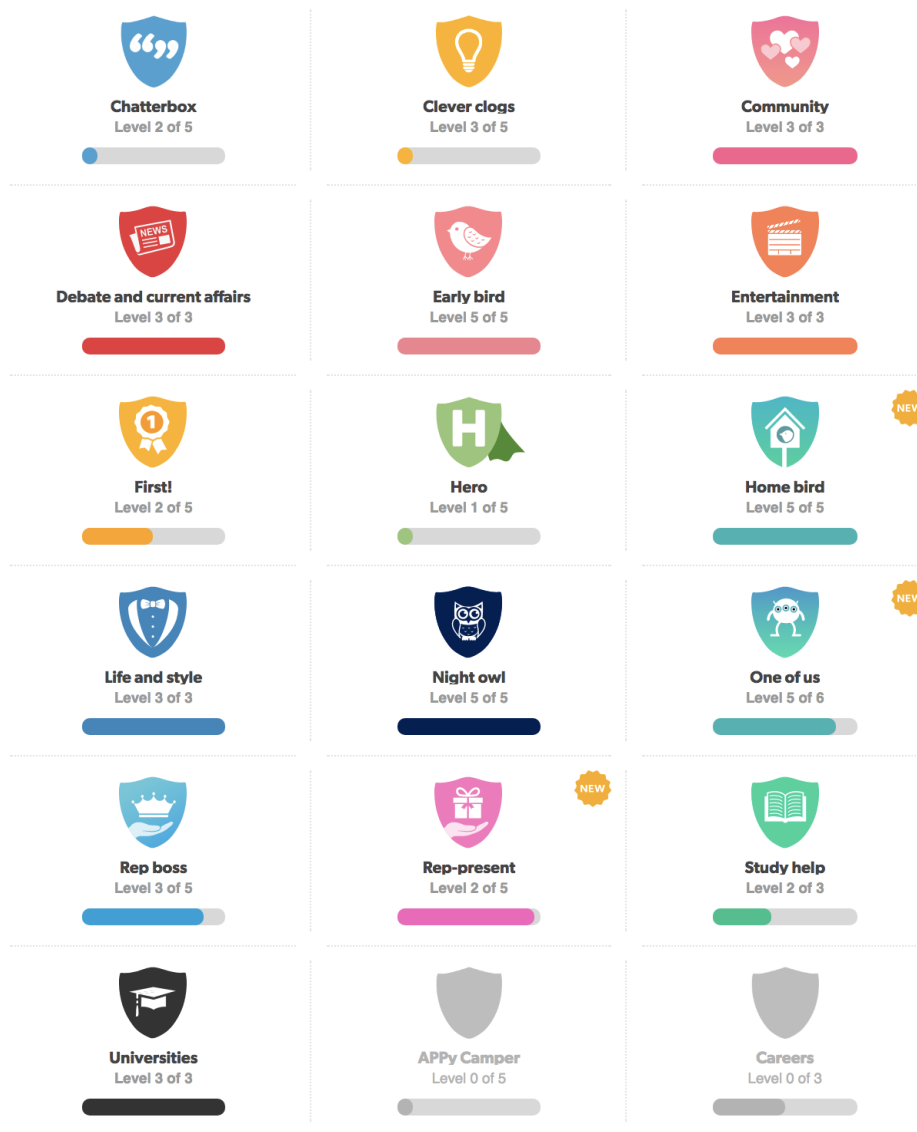 Chatterbox
Level 2 of 5
Clever clogs
Level 3 of 5
Community
Level 3 of 3
NEWS
Debate and current affairs
Level 3 of 3
Early bird
Level 5 of 5
Entertainment
Level 3 of 3
1
First!
Level 2 of 5
H
Hero
Level 1 of 5
NEW
Home bird
Level 5 of 5
Life and style
Level 3 of 3
Night owl
Level 5 of 5
NEW
One of us
Level 5 of 6
Rep boss
Level 3 of 5
NEW
Rep-present
Level 2 of 5
Study help
Level 2 of 3
Universities
Level 3 of 3
APPy Camper
Level 0 of 5
Careers
Level 0 of 3